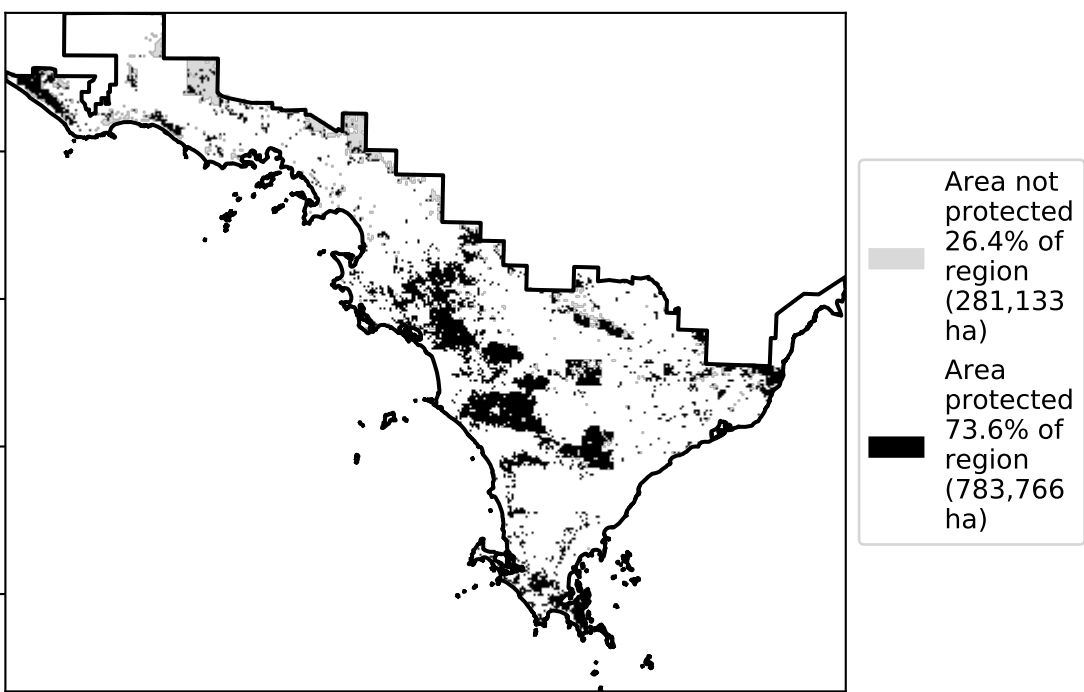 Area not
protected
26.4% of
region
(281,133
ha)
Area
protected
73.6% of
region
(783,766
ha)